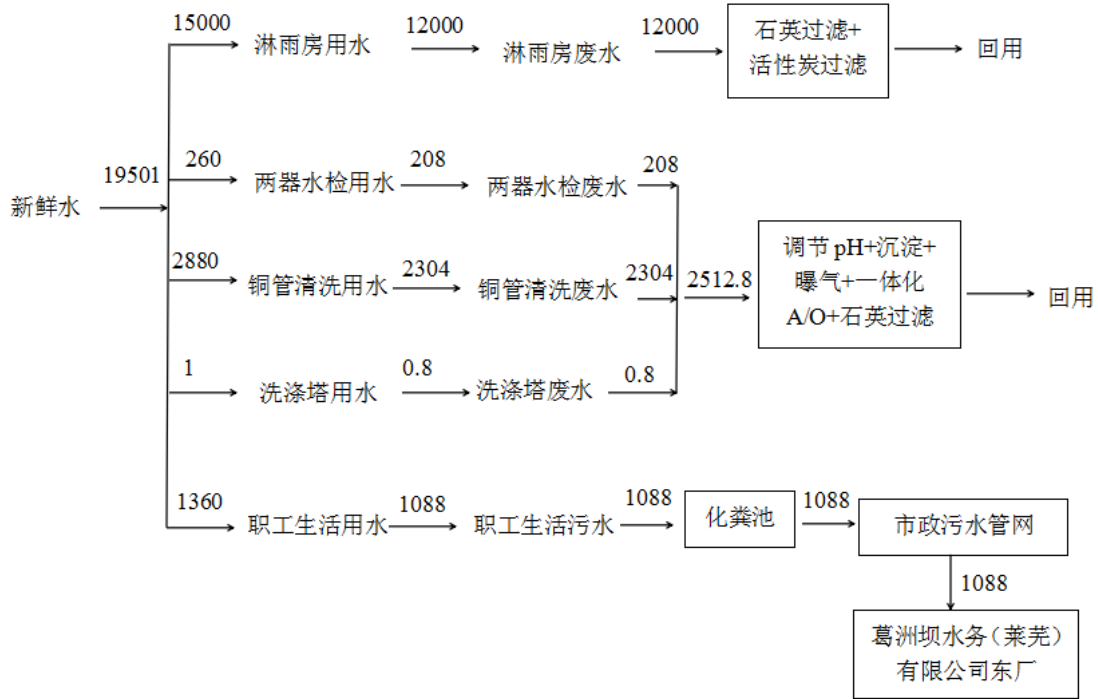 15000
淋雨房用水
12000
淋雨房废水
12000
石英过滤+
活性炭过滤
回用
新鲜水
19501
260
两器水检用水
208
两器水检废水
208
2880
铜管清洗用水
2304
铜管清洗废水
2304
2512.8
调节 pH+沉淀+
曝气+一体化
A/O+石英过滤
回用
1
洗涤塔用水
0.8
洗涤塔废水
0.8
1360
职工生活用水
1088
职工生活污水
1088
化粪池
1088
市政污水管网
1088
葛洲坝水务（莱芜）
有限公司东厂